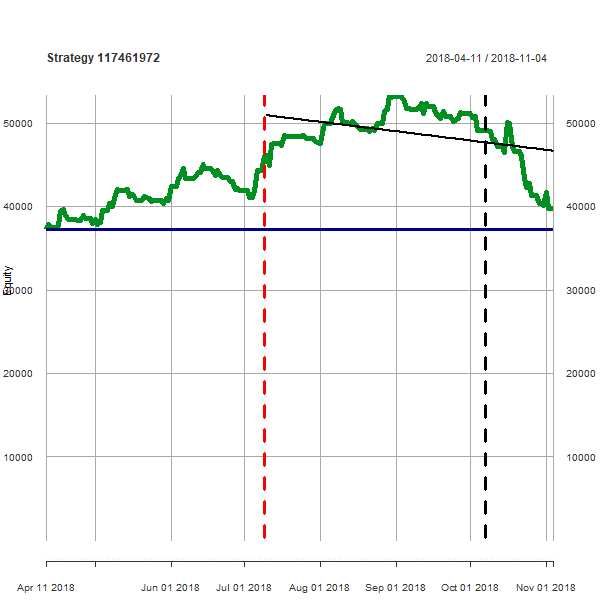 Strategy 117461972
2018-04-11 / 2018-11-04
50000 50000
40000 40000
Equity
30000 30000
20000 20000
10000 10000
Apr 11 2018 Jun 01 2018 Jul 01 2018 Aug 01 2018 Sep 01 2018 Oct 01 2018 Nov 01 2018